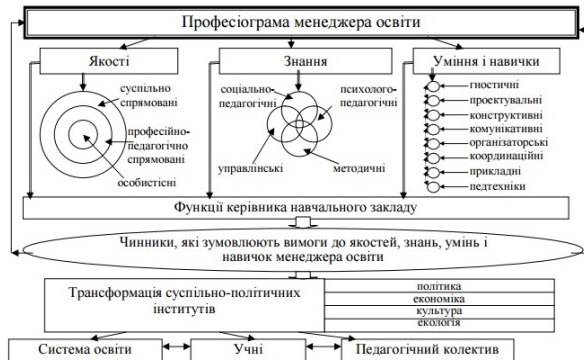 Професіограма менеджера освіти
Якості
Знання
Уміння і навички
суспільно
спрямовані
професійно-
педагогічно
спрямовані
особистісні
соціально-
педагогічні
психолого-
педагогічні
управлінські
методичні
гностичні
проектувальні
конструктивні
комунікативні
організаторські
координаційні
прикладні
педтехніки
Функції керівника навчального закладу
Чинники, які зумовлюють вимоги до якостей, знань, умінь і
навичок менеджера освіти
Трансформація суспільно-політичних
інститутів
політика
економіка
культура
екологія
Система освіти
Учні
Педагогічний колектив